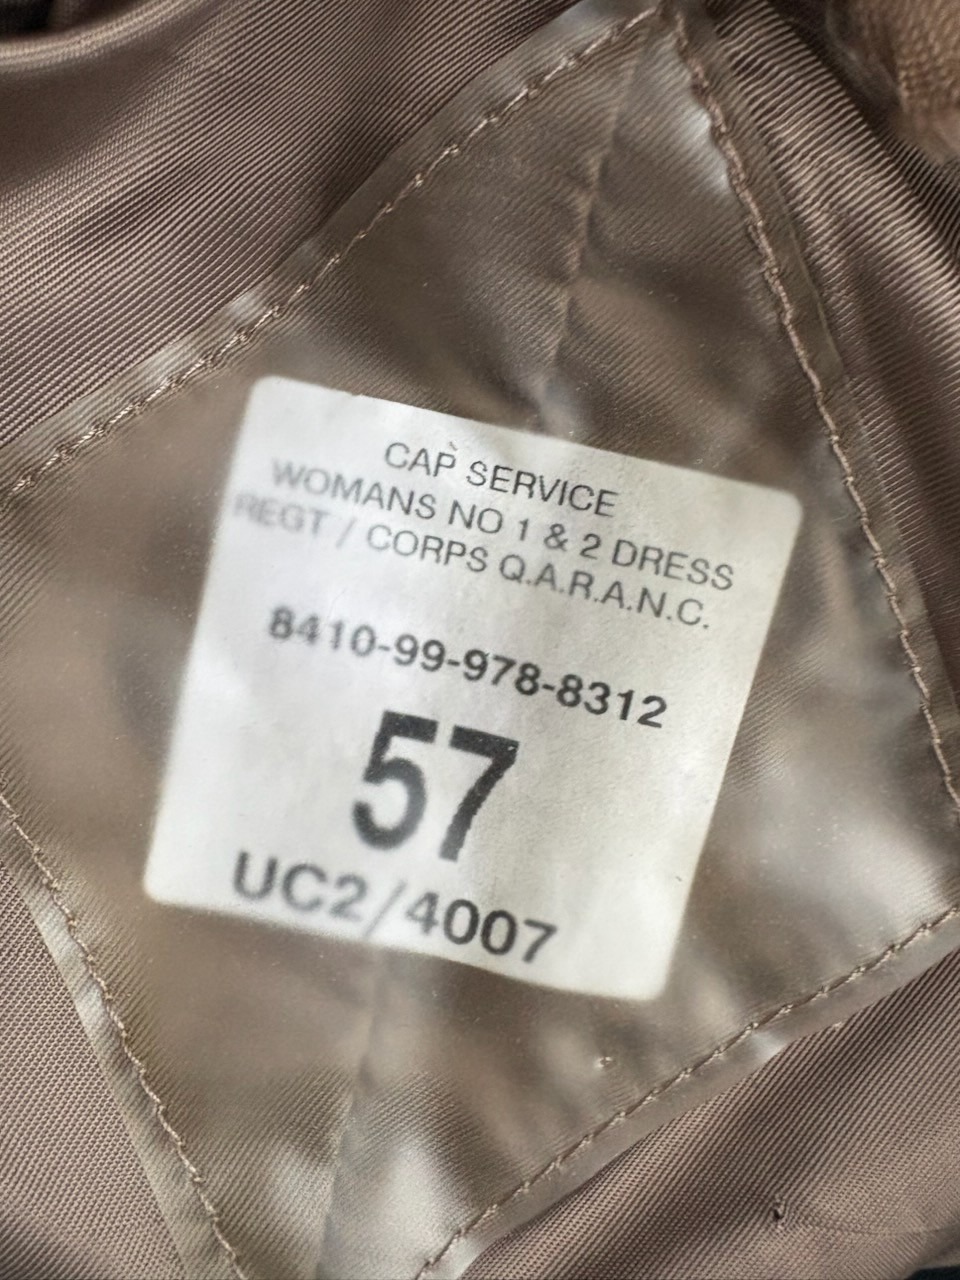 CAP SERVICE
WOMANS NO 1 & 2 DRESS
REGT / CORPS Q.A.R.A.N.C.
8410-99-978-8312
57
UC2/4007